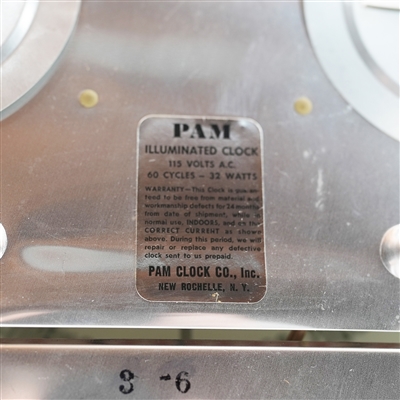 PAM
ILLUMINATED CLOCK
115 VOLTS A.C.
60 CYCLES – 32 WATTS
WARRANTY—This Clock is guaran-
teed to be free from material and
workmanship defects for 24 months
from date of shipment, while in
normal use, INDOORS, and on the
CORRECT CURRENT as shown
above. During this period, we will
repair or replace any defective
clock sent to us prepaid.
PAM CLOCK CO., Inc.
NEW ROCHELLE, N. Y.
3 -6